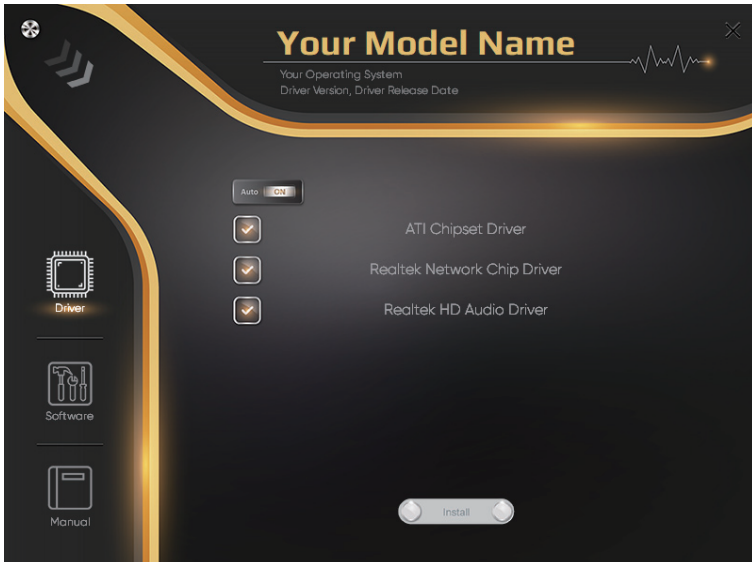 Your Model Name
Your Operating System
Driver Version, Driver Release Date
Auto ON
ATI Chipset Driver
Realtek Network Chip Driver
Realtek HD Audio Driver
Driver
Software
Manual
Install